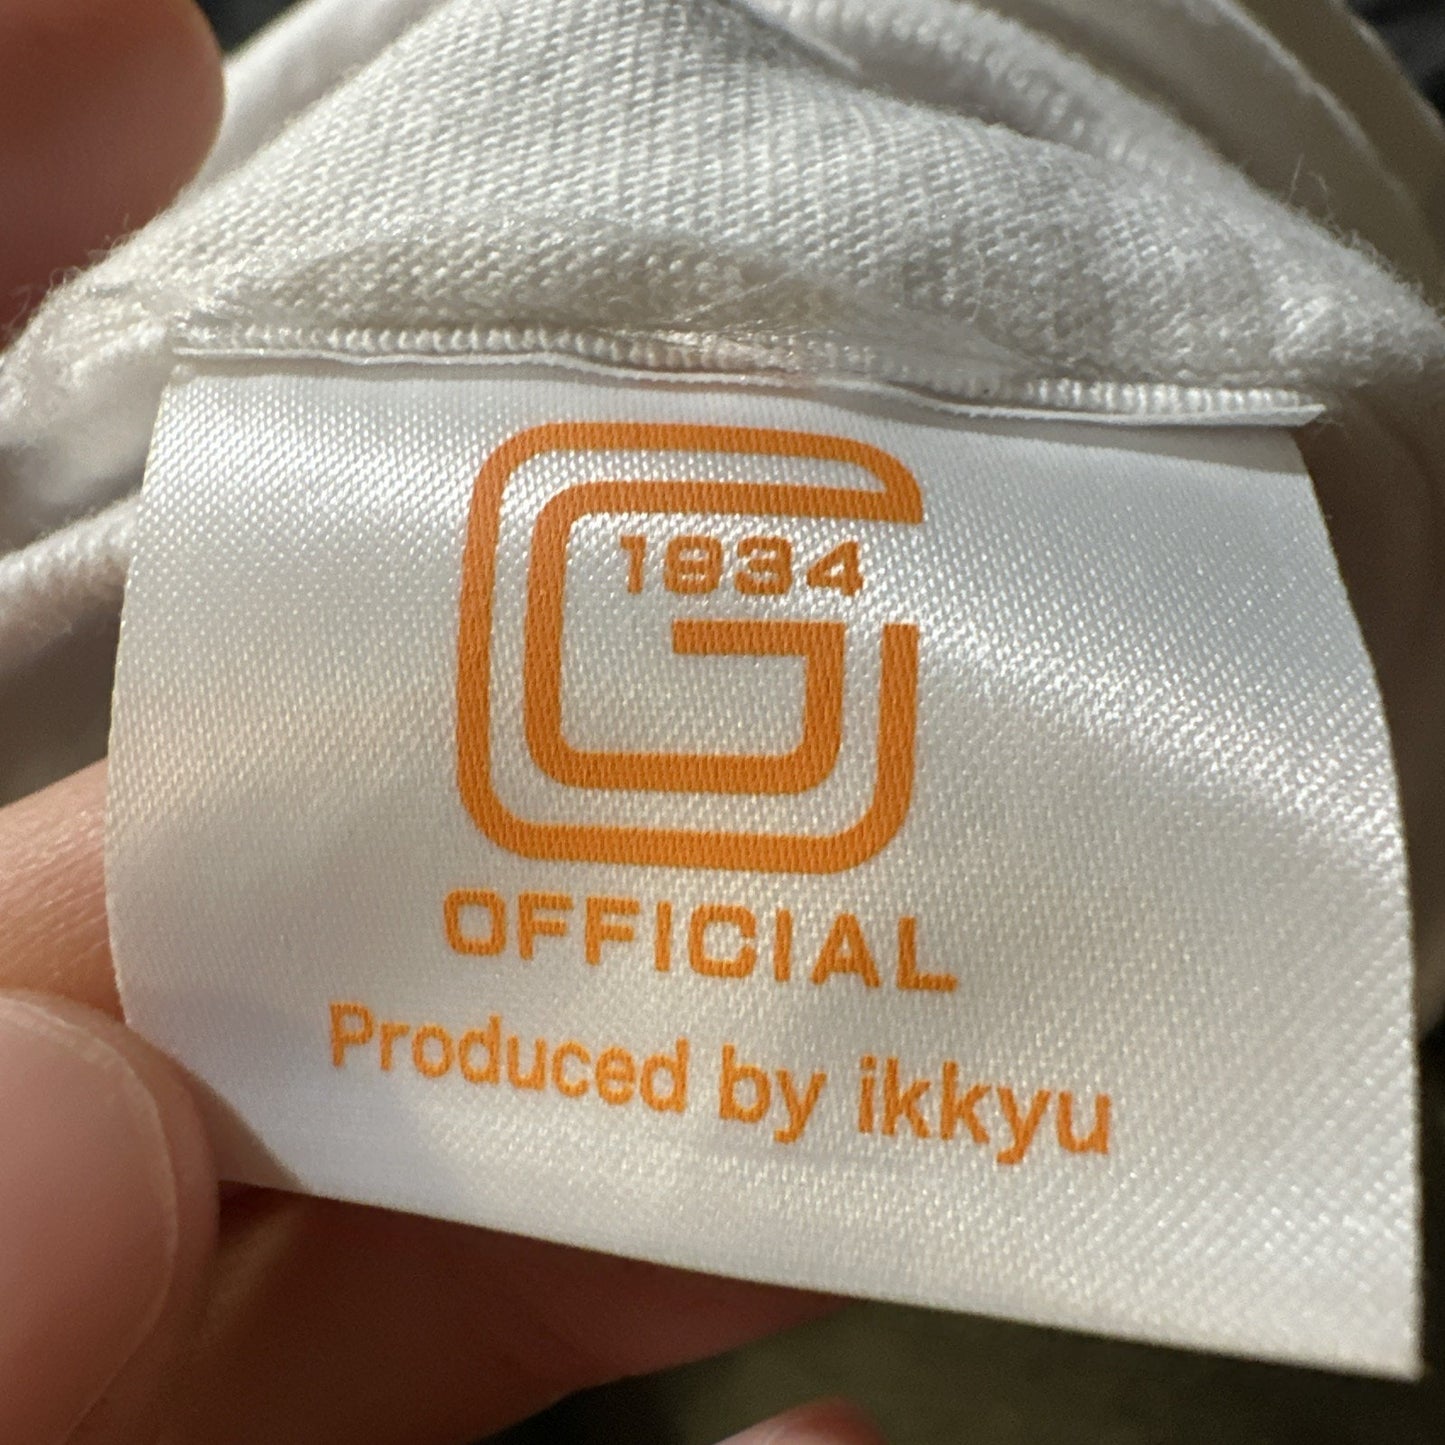 1934
OFFICIAL
Produced by ikkyu